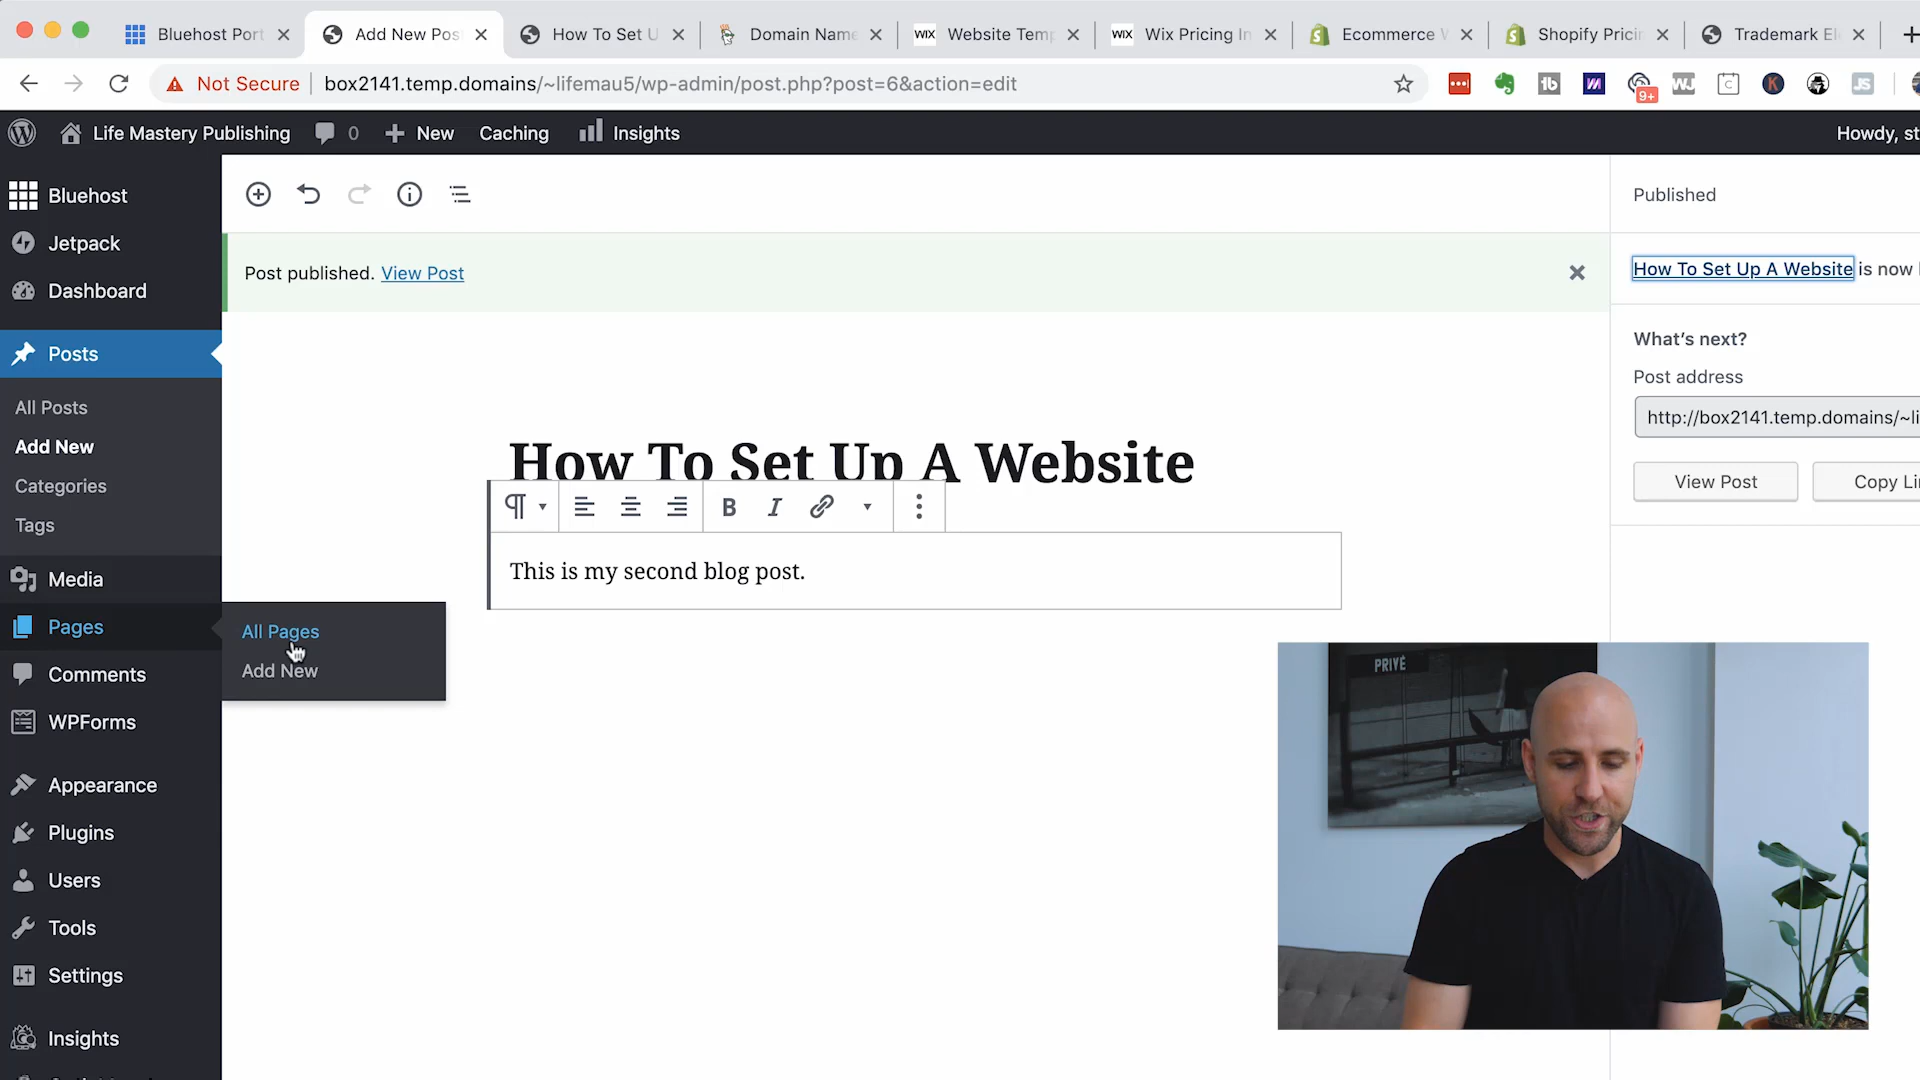 Bluehost Port
Add New Pos
How To Set U
Domain Name
WIX Website Temp
WIX Pricing In
Ecommerce W
Shopify Pricin
Trademark El
Not Secure box2141.temp.domains/~lifemau5/wp-admin/post.php?post=6&action=edit
9+
Life Mastery Publishing 0 New Caching Insights Howdy, st
Bluehost
Jetpack
Dashboard
Posts
All Posts
Add New
Categories
Tags
Media
Pages
All Pages
Add New
Comments
WPForms
Appearance
Plugins
Users
Tools
Settings
Insights
Post published. View Post
How To Set Up A Website
B I
This is my second blog post.
Published
How To Set Up A Website is now
What's next?
Post address
http://box2141.temp.domains/~li
View Post Copy Li
PRIVÉ